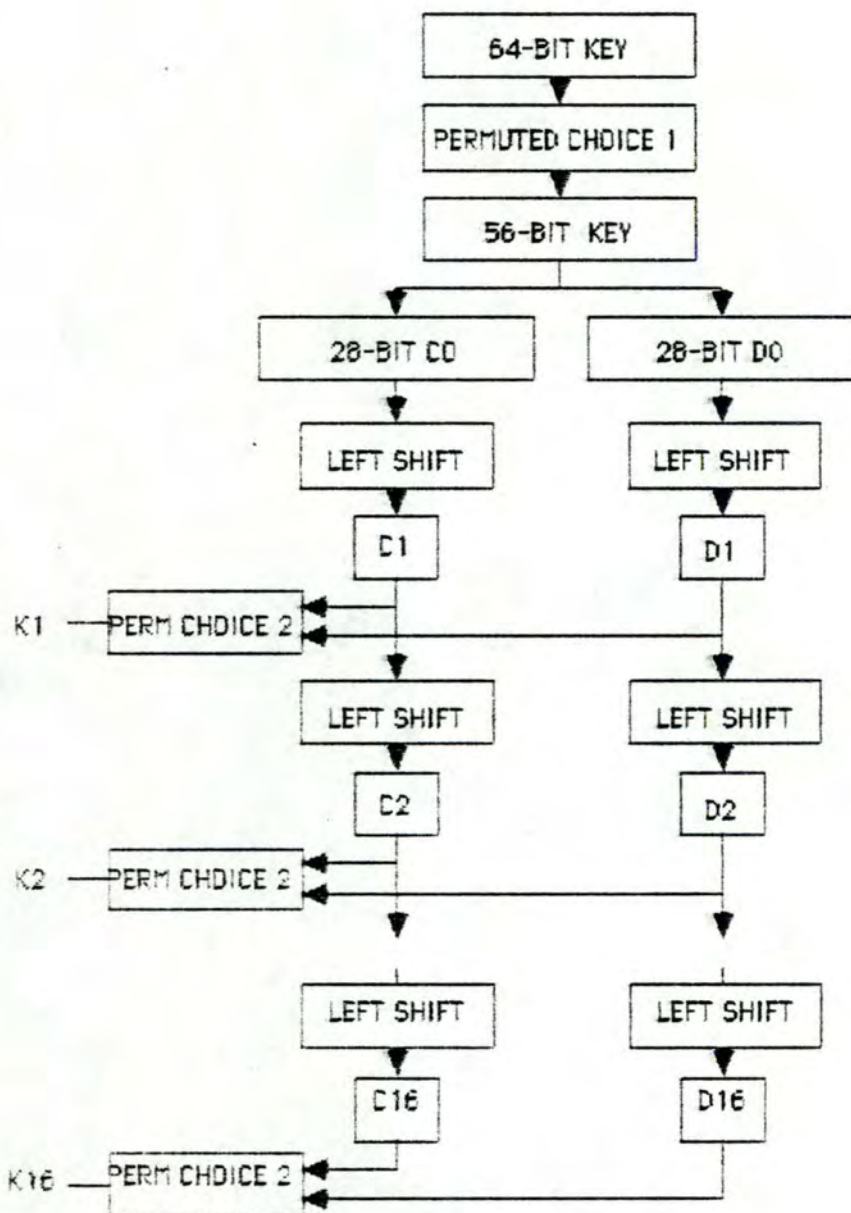 64-BIT KEY
PERMUTED CHOICE 1
56-BIT KEY
28-BIT C0
28-BIT D0
LEFT SHIFT
LEFT SHIFT
C1
D1
K1
PERM CHOICE 2
LEFT SHIFT
LEFT SHIFT
C2
D2
K2
PERM CHOICE 2
LEFT SHIFT
LEFT SHIFT
C16
D16
K16
PERM CHOICE 2